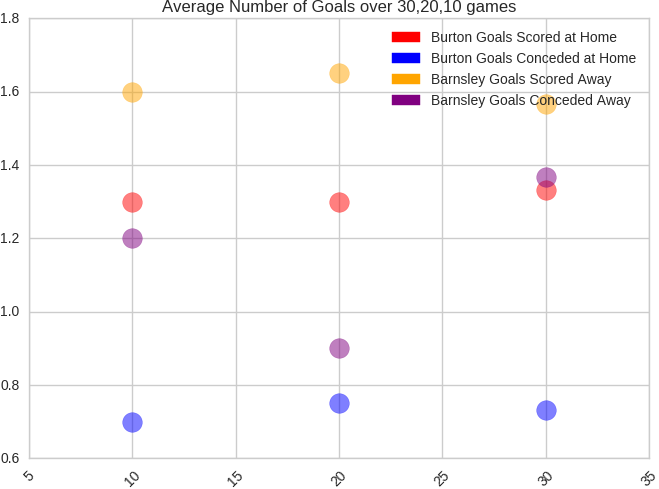 Average Number of Goals over 30,20,10 games
1.8
Burton Goals Scored at Home
Burton Goals Conceded at Home
Barnsley Goals Scored Away
Barnsley Goals Conceded Away
1.6
1.4
1.2
1.0
0.8
0.6
5 10 15 20 25 30 35